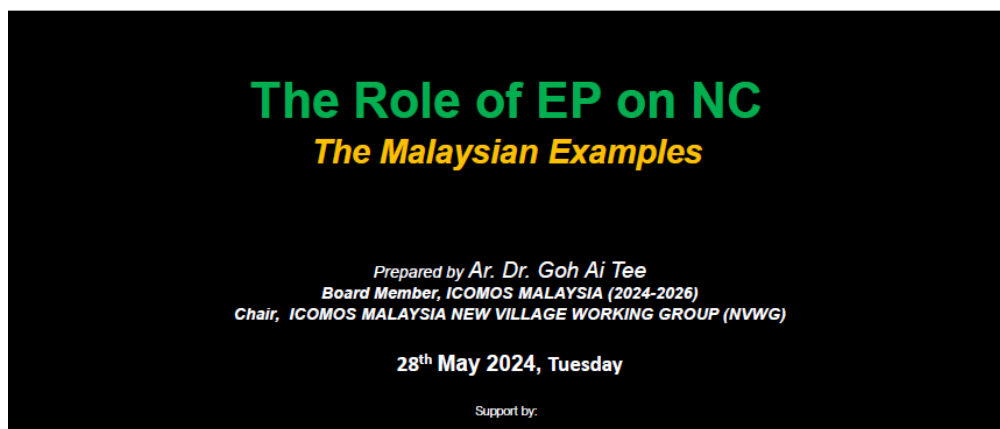 The Role of EP on NC
The Malaysian Examples
Prepared by Ar. Dr. Goh Ai Tee
Board Member, ICOMOS MALAYSIA (2024-2026)
Chair, ICOMOS MALAYSIA NEW VILLAGE WORKING GROUP (NVWG)
28th May 2024, Tuesday
Support by: